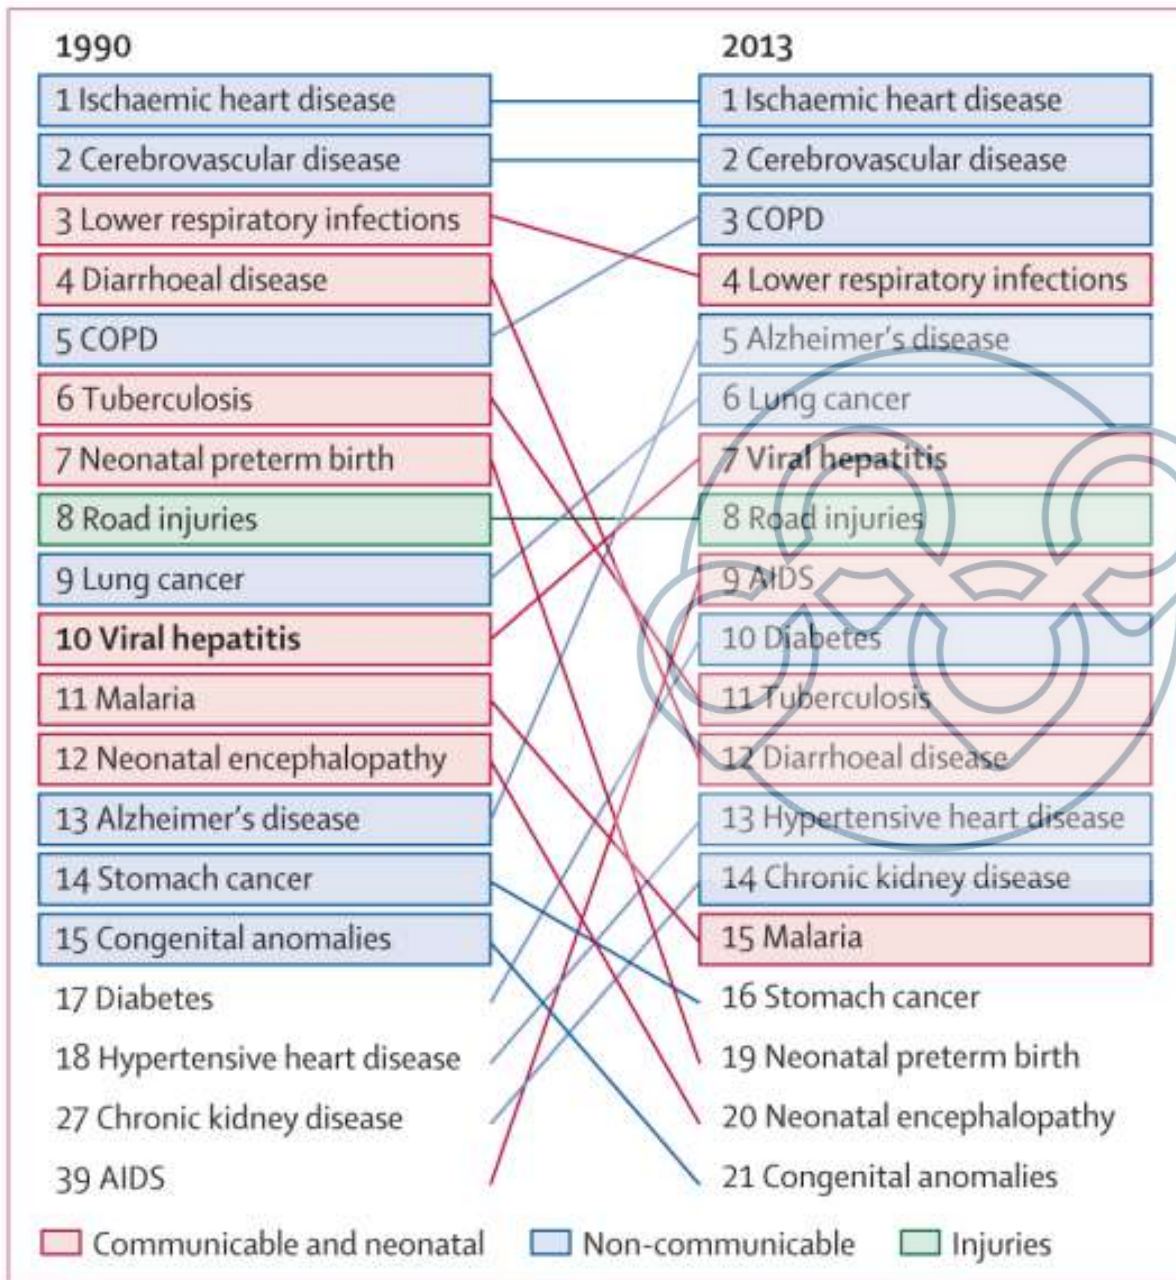 1990
1 Ischaemic heart disease
2 Cerebrovascular disease
3 Lower respiratory infections
4 Diarrhoeal disease
5 COPD
6 Tuberculosis
7 Neonatal preterm birth
8 Road injuries
9 Lung cancer
10 Viral hepatitis
11 Malaria
12 Neonatal encephalopathy
13 Alzheimer's disease
14 Stomach cancer
15 Congenital anomalies
17 Diabetes
18 Hypertensive heart disease
27 Chronic kidney disease
39 AIDS
2013
1 Ischaemic heart disease
2 Cerebrovascular disease
3 COPD
4 Lower respiratory infections
5 Alzheimer's disease
6 Lung cancer
7 Viral hepatitis
8 Road injuries
9 AIDS
10 Diabetes
11 Tuberculosis
12 Diarrhoeal disease
13 Hypertensive heart disease
14 Chronic kidney disease
15 Malaria
16 Stomach cancer
19 Neonatal preterm birth
20 Neonatal encephalopathy
21 Congenital anomalies
Communicable and neonatal
Non-communicable
Injuries